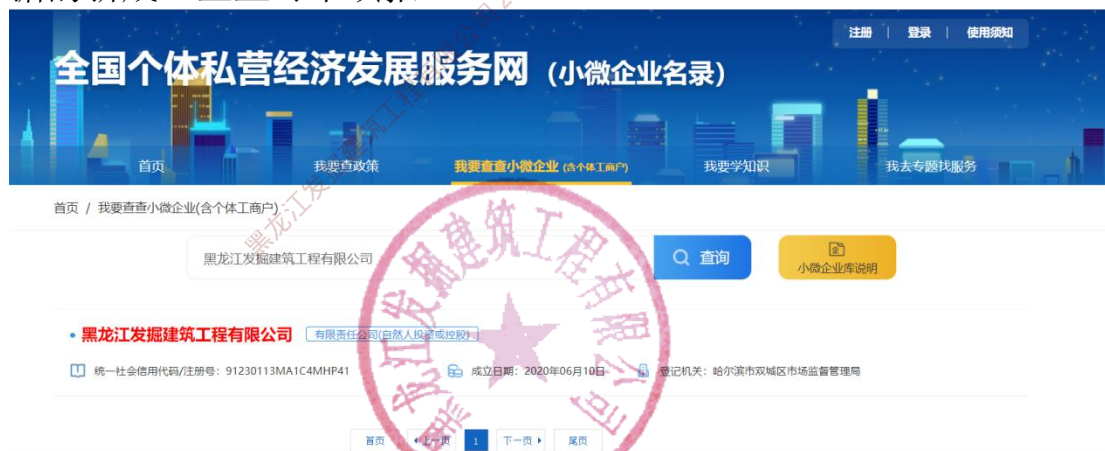 注册 | 登录 | 使用须知
全国个体私营经济发展服务网 (小微企业名录)
首页 我要查政策 我要查查小微企业 (含个体工商户) 我要学知识 我去专题找服务
首页 / 我要查查小微企业(含个体工商户)
黑龙江发掘建筑工程有限公司 查询 小微企业库说明
黑龙江发掘建筑工程有限公司 有限责任公司(自然人投资或控股)
统一社会信用代码/注册号：91230113MA1C4MHP41 成立日期：2020年06月10日 登记机关：哈尔滨市双城区市场监督管理局
首页 上一页 1 下一页 尾页
黑龙江发掘建筑工程有限公司